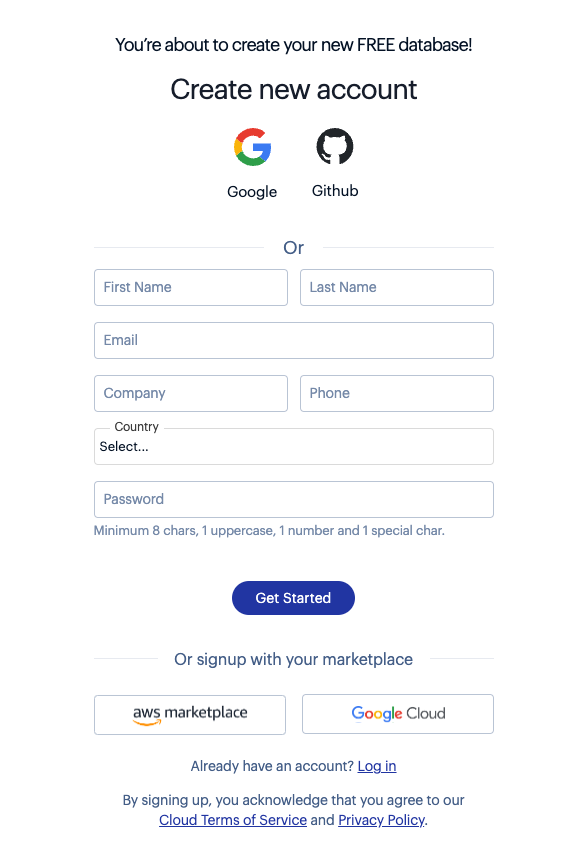 You’re about to create your new FREE database!
Create new account
Google Github
Or
First Name Last Name
Email
Company Phone
Country
Select...
Password
Minimum 8 chars, 1 uppercase, 1 number and 1 special char.
Get Started
Or signup with your marketplace
aws marketplace Google Cloud
Already have an account? Log in
By signing up, you acknowledge that you agree to our
Cloud Terms of Service and Privacy Policy.